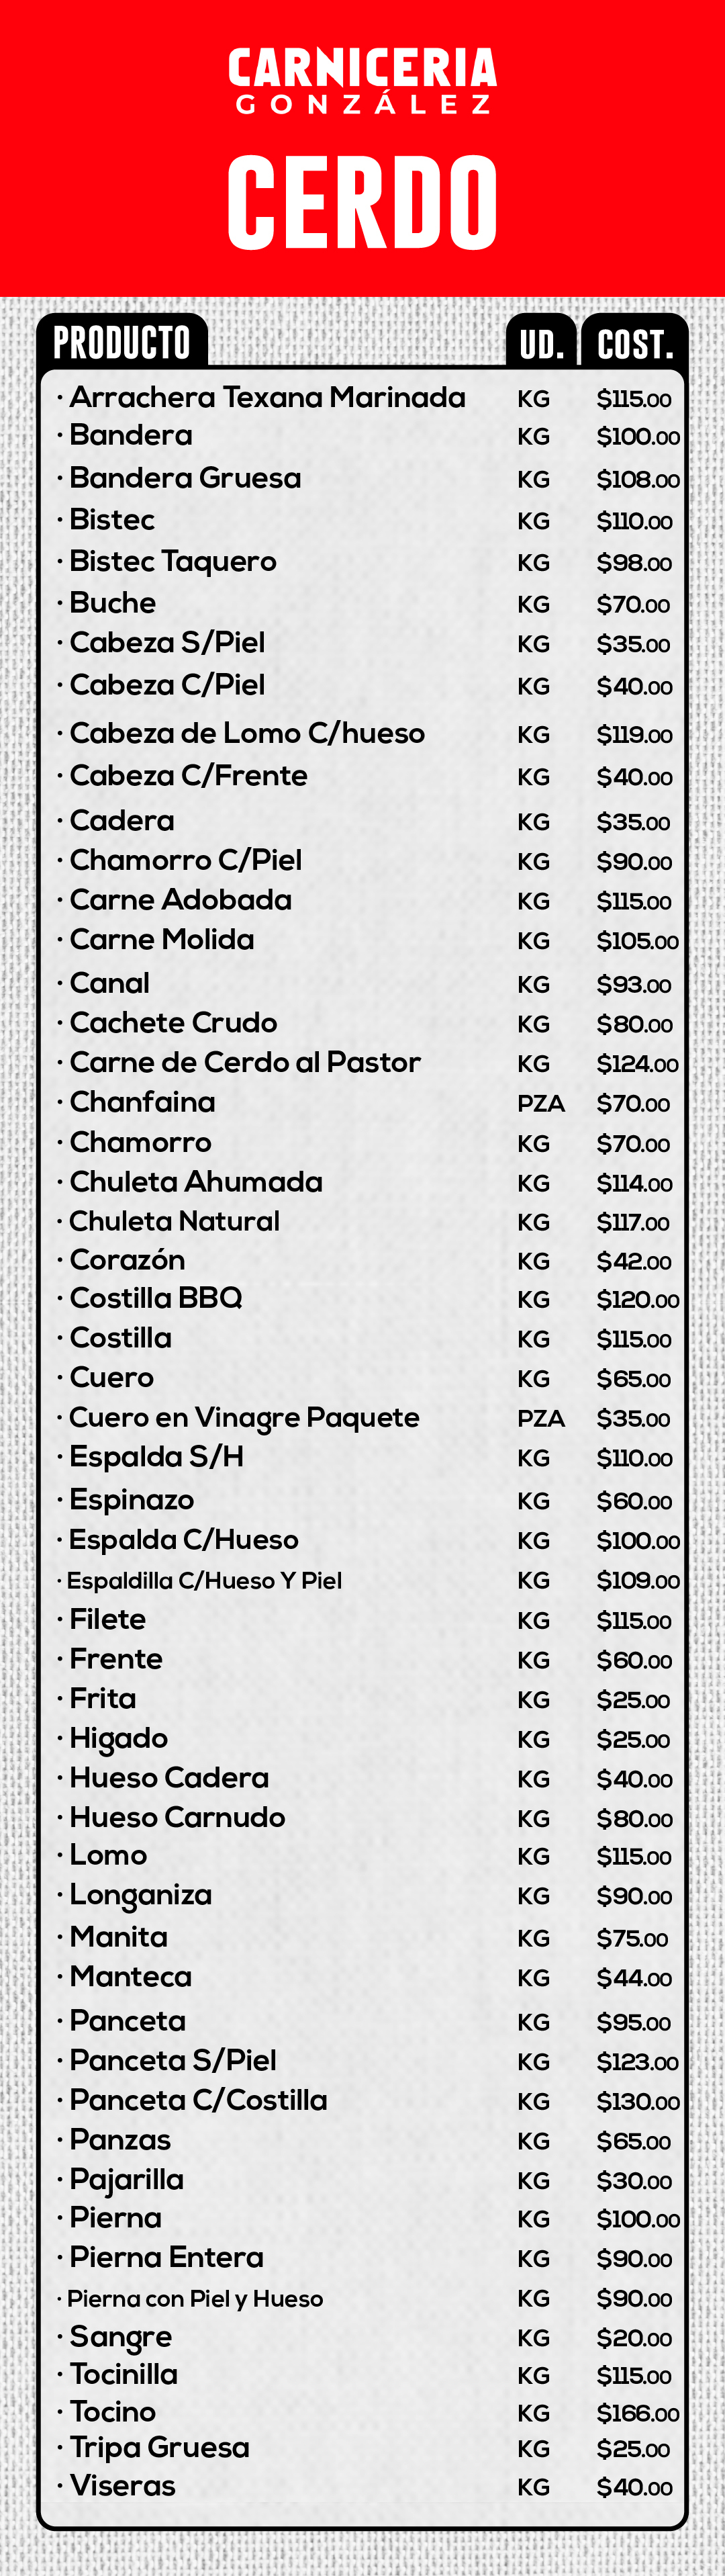 CARNICERIA
GONZÁLEZ
CERDO
PRODUCTO UD. COST.
· Arrachera Texana Marinada KG $115.00
· Bandera KG $100.00
· Bandera Gruesa KG $108.00
· Bistec KG $110.00
· Bistec Taquero KG $98.00
· Buche KG $70.00
· Cabeza S/Piel KG $35.00
· Cabeza C/Piel KG $40.00
· Cabeza de Lomo C/hueso KG $119.00
· Cabeza C/Frente KG $40.00
· Cadera KG $35.00
· Chamorro C/Piel KG $90.00
· Carne Adobada KG $115.00
· Carne Molida KG $105.00
· Canal KG $93.00
· Cachete Crudo KG $80.00
· Carne de Cerdo al Pastor KG $124.00
· Chanfaina PZA $70.00
· Chamorro KG $70.00
· Chuleta Ahumada KG $114.00
· Chuleta Natural KG $117.00
· Corazón KG $42.00
· Costilla BBQ KG $120.00
· Costilla KG $115.00
· Cuero KG $65.00
· Cuero en Vinagre Paquete PZA $35.00
· Espalda S/H KG $110.00
· Espinazo KG $60.00
· Espalda C/Hueso KG $100.00
· Espaldilla C/Hueso Y Piel KG $109.00
· Filete KG $115.00
· Frente KG $60.00
· Frita KG $25.00
· Higado KG $25.00
· Hueso Cadera KG $40.00
· Hueso Carnudo KG $80.00
· Lomo KG $115.00
· Longaniza KG $90.00
· Manita KG $75.00
· Manteca KG $44.00
· Panceta KG $95.00
· Panceta S/Piel KG $123.00
· Panceta C/Costilla KG $130.00
· Panzas KG $65.00
· Pajarilla KG $30.00
· Pierna KG $100.00
· Pierna Entera KG $90.00
· Pierna con Piel y Hueso KG $90.00
· Sangre KG $20.00
· Tocinilla KG $115.00
· Tocino KG $166.00
· Tripa Gruesa KG $25.00
· Viseras KG $40.00